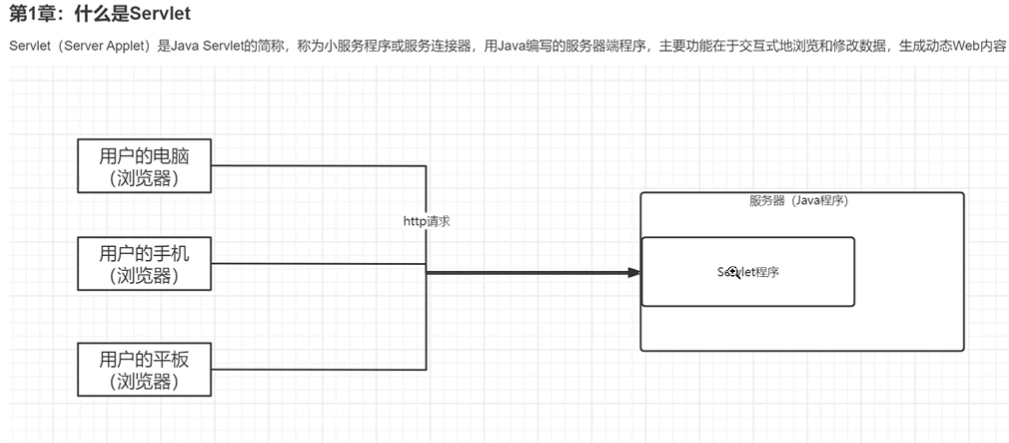 第1章：什么是Servlet
Servlet（Server Applet）是Java Servlet的简称，称为小服务程序或服务连接器，用Java编写的服务器端程序，主要功能在于交互式地浏览和修改数据，生成动态Web内容
用户的电脑
（浏览器）
http请求
服务器（Java程序）
用户的手机
（浏览器）
Servlet程序
用户的平板
（浏览器）